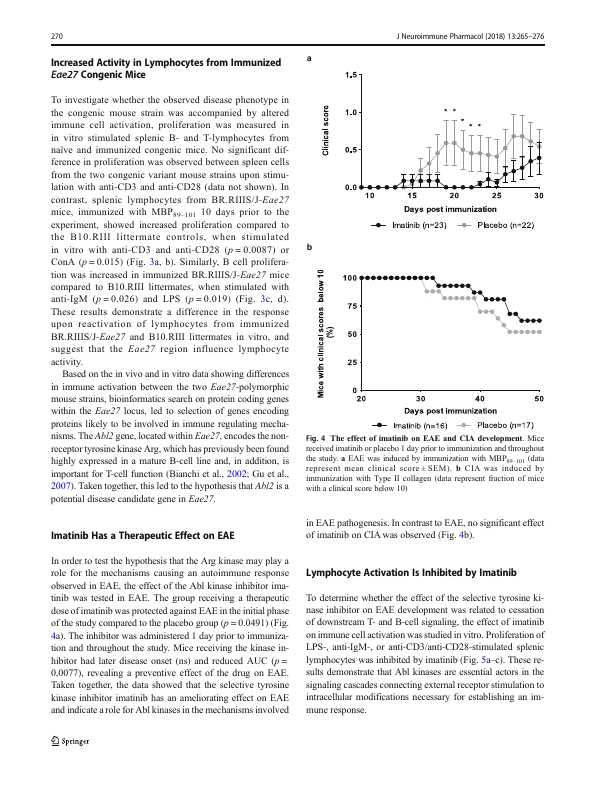 270
J Neuroimmune Pharmacol (2018) 13:265–276
Increased Activity in Lymphocytes from Immunized
Eae27 Congenic Mice
To investigate whether the observed disease phenotype in
the congenic mouse strain was accompanied by altered
immune cell activation, proliferation was measured in
in vitro stimulated splenic B- and T-lymphocytes from
naïve and immunized congenic mice. No significant dif-
ference in proliferation was observed between spleen cells
from the two congenic variant mouse strains upon stimu-
lation with anti-CD3 and anti-CD28 (data not shown). In
contrast, splenic lymphocytes from BR.RIIIS/J-Eae27
mice, immunized with MBP89–101 10 days prior to the
experiment, showed increased proliferation compared to
the B10.RIII littermate controls, when stimulated
in vitro with anti-CD3 and anti-CD28 (p = 0.0087) or
ConA (p = 0.015) (Fig. 3a, b). Similarly, B cell prolifera-
tion was increased in immunized BR.RIIIS/J-Eae27 mice
compared to B10.RIII littermates, when stimulated with
anti-IgM (p = 0.026) and LPS (p = 0.019) (Fig. 3c, d).
These results demonstrate a difference in the response
upon reactivation of lymphocytes from immunized
BR.RIIIS/J-Eae27 and B10.RIII littermates in vitro, and
suggest that the Eae27 region influence lymphocyte
activity.
Based on the in vivo and in vitro data showing differences
in immune activation between the two Eae27-polymorphic
mouse strains, bioinformatics search on protein coding genes
within the Eae27 locus, led to selection of genes encoding
proteins likely to be involved in immune regulating mecha-
nisms. The Abl2 gene, located within Eae27, encodes the non-
receptor tyrosine kinase Arg, which has previously been found
highly expressed in a mature B-cell line and, in addition, is
important for T-cell function (Bianchi et al., 2002; Gu et al.,
2007). Taken together, this led to the hypothesis that Abl2 is a
potential disease candidate gene in Eae27.
Imatinib Has a Therapeutic Effect on EAE
In order to test the hypothesis that the Arg kinase may play a
role for the mechanisms causing an autoimmune response
observed in EAE, the effect of the Abl kinase inhibitor ima-
tinib was tested in EAE. The group receiving a therapeutic
dose of imatinib was protected against EAE in the initial phase
of the study compared to the placebo group (p = 0.0491) (Fig.
4a). The inhibitor was administered 1 day prior to immuniza-
tion and throughout the study. Mice receiving the kinase in-
hibitor had later disease onset (ns) and reduced AUC (p =
0,0077), revealing a preventive effect of the drug on EAE.
Taken together, the data showed that the selective tyrosine
kinase inhibitor imatinib has an ameliorating effect on EAE
and indicate a role for Abl kinases in the mechanisms involved
a
Clinical score
1.5
1.0
0.5
0.0
* * * * *
10 15 20 25 30
Days post immunization
Imatinib (n=23) Placebo (n=22)
b
Mice with clinical scores below 10
(%)
100
75
50
25
0
20 30 40 50
Days post immunization
Imatinib (n=16) Placebo (n=17)
Fig. 4 The effect of imatinib on EAE and CIA development. Mice
received imatinib or placebo 1 day prior to immunization and throughout
the study. a EAE was induced by immunization with MBP89–101 (data
represent mean clinical score ± SEM). b CIA was induced by
immunization with Type II collagen (data represent fraction of mice
with a clinical score below 10)
in EAE pathogenesis. In contrast to EAE, no significant effect
of imatinib on CIA was observed (Fig. 4b).
Lymphocyte Activation Is Inhibited by Imatinib
To determine whether the effect of the selective tyrosine ki-
nase inhibitor on EAE development was related to cessation
of downstream T- and B-cell signaling, the effect of imatinib
on immune cell activation was studied in vitro. Proliferation of
LPS-, anti-IgM-, or anti-CD3/anti-CD28-stimulated splenic
lymphocytes was inhibited by imatinib (Fig. 5a–c). These re-
sults demonstrate that Abl kinases are essential actors in the
signaling cascades connecting external receptor stimulation to
intracellular modifications necessary for establishing an im-
mune response.
Springer